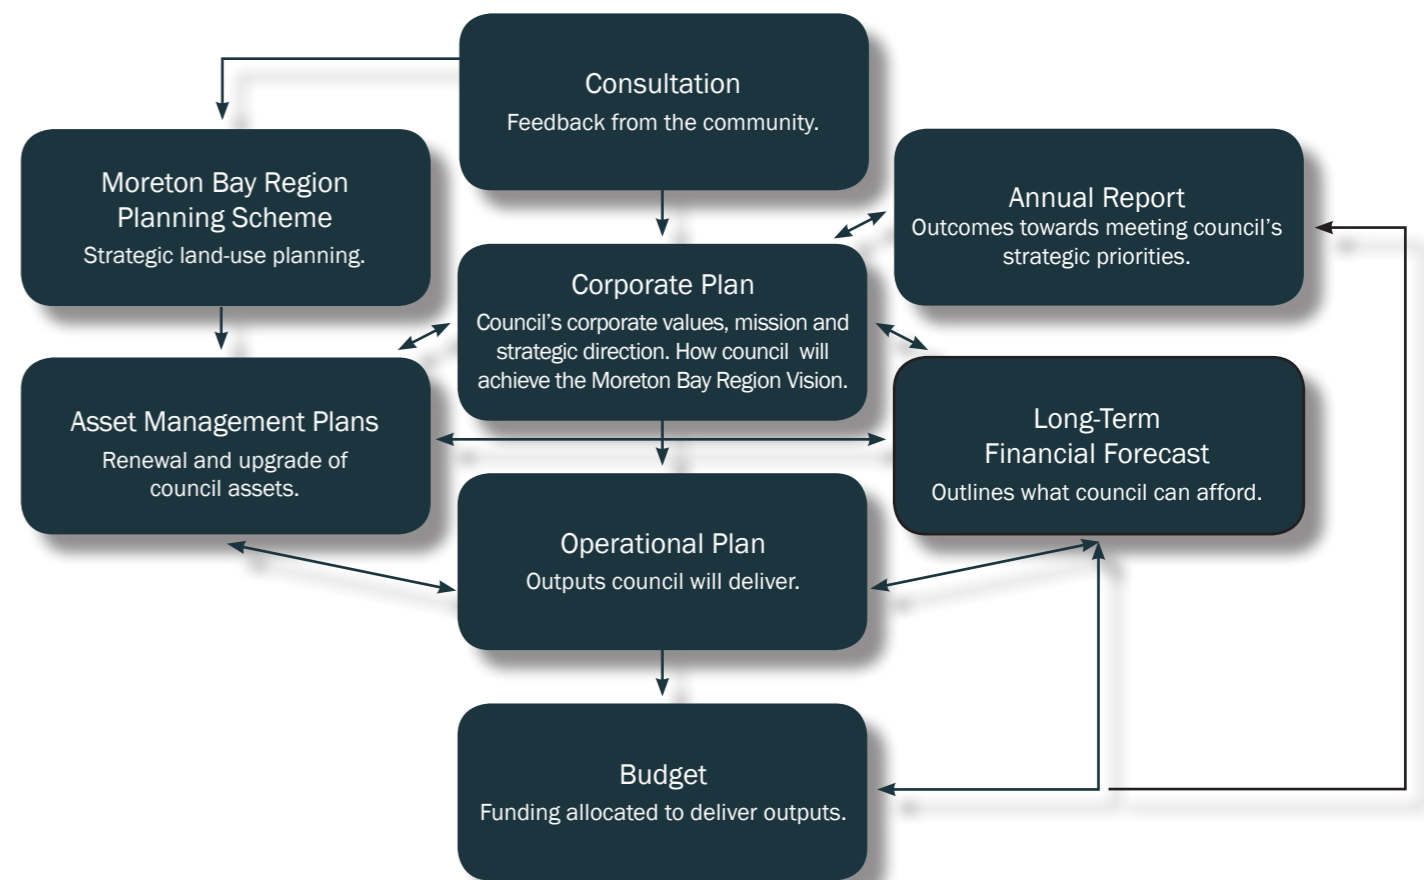 Consultation
Feedback from the community.
Moreton Bay Region
Planning Scheme
Strategic land-use planning.
Annual Report
Outcomes towards meeting council's
strategic priorities.
Corporate Plan
Council's corporate values, mission and
strategic direction. How council will
achieve the Moreton Bay Region Vision.
Asset Management Plans
Renewal and upgrade of
council assets.
Long-Term
Financial Forecast
Outlines what council can afford.
Operational Plan
Outputs council will deliver.
Budget
Funding allocated to deliver outputs.